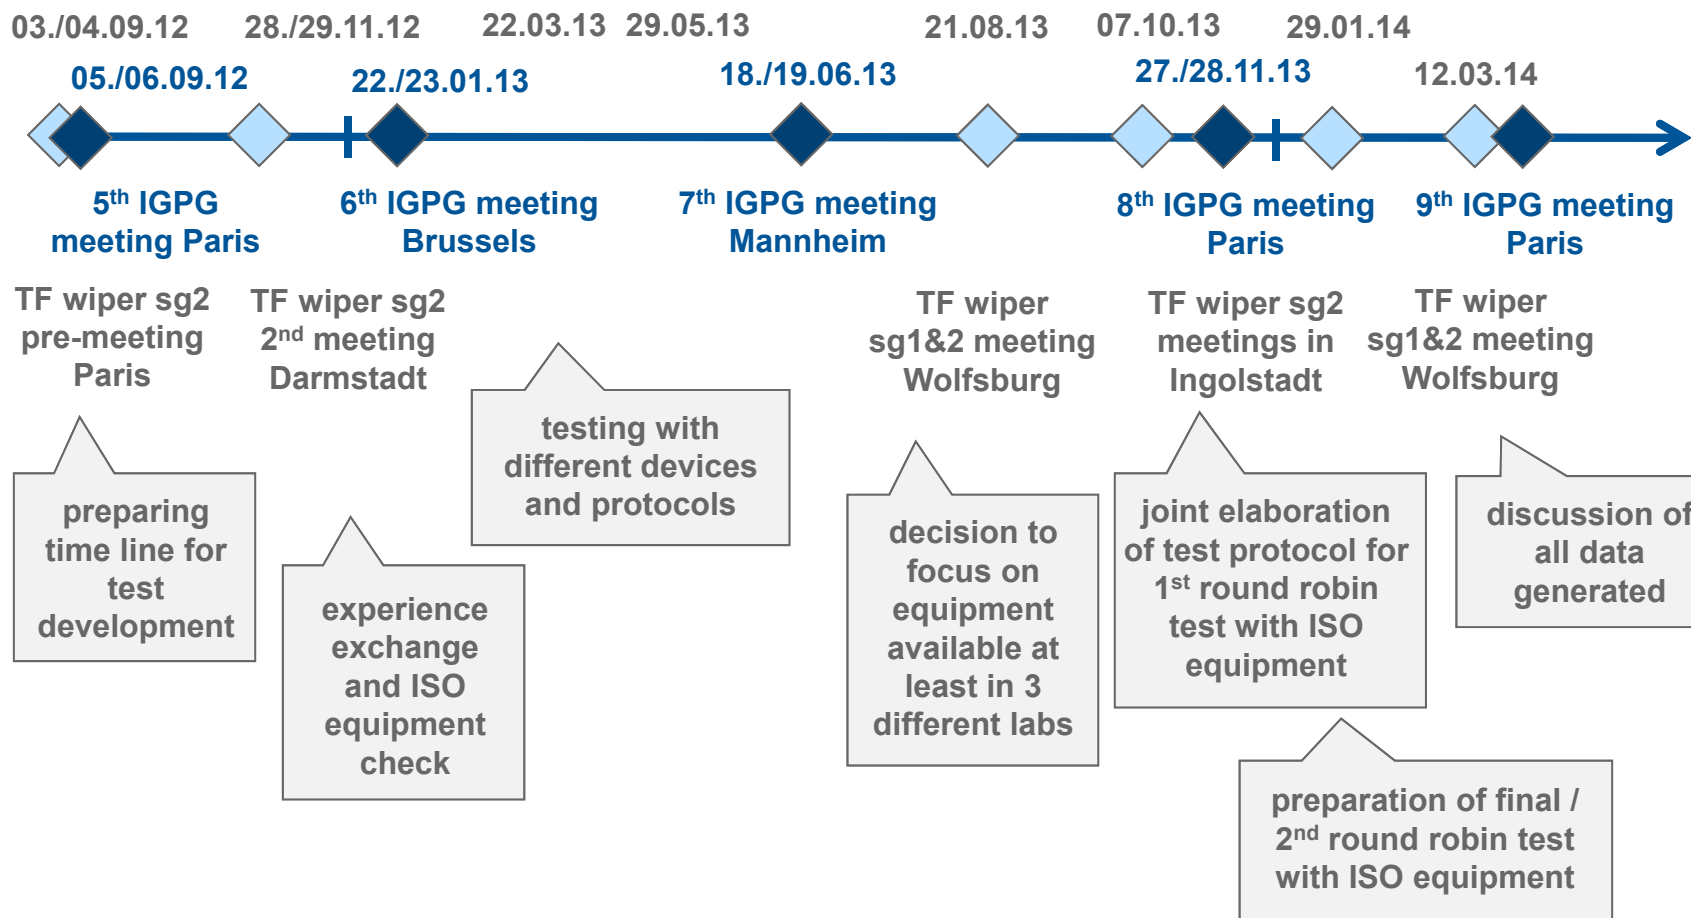 03./04.09.12
28./29.11.12
22.03.13
29.05.13
21.08.13
07.10.13
29.01.14
05./06.09.12
22./23.01.13
18./19.06.13
27./28.11.13
12.03.14
5th IGPG
meeting Paris
6th IGPG meeting
Brussels
7th IGPG meeting
Mannheim
8th IGPG meeting
Paris
9th IGPG meeting
Paris
TF wiper sg2
pre-meeting
Paris
TF wiper sg2
2nd meeting
Darmstadt
TF wiper
sg1&2 meeting
Wolfsburg
TF wiper sg2
meetings in
Ingolstadt
TF wiper
sg1&2 meeting
Wolfsburg
preparing
time line for
test
development
experience
exchange
and ISO
equipment
check
testing with
different devices
and protocols
decision to
focus on
equipment
available at
least in 3
different labs
joint elaboration
of test protocol for
1st round robin
test with ISO
equipment
preparation of final /
2nd round robin test
with ISO equipment
discussion of
all data
generated